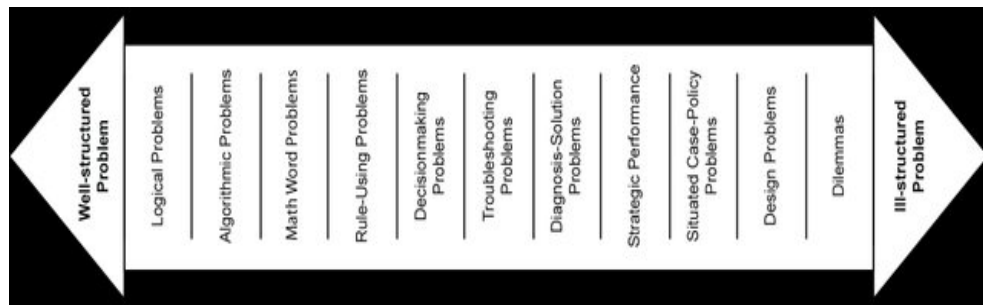 Well-structured
Problem
Logical Problems
Algorithmic Problems
Math Word Problems
Rule-Using Problems
Decisionmaking
Problems
Troubleshooting
Problems
Diagnosis-Solution
Problems
Strategic Performance
Situated Case-Policy
Problems
Design Problems
Dilemmas
Ill-structured
Problem